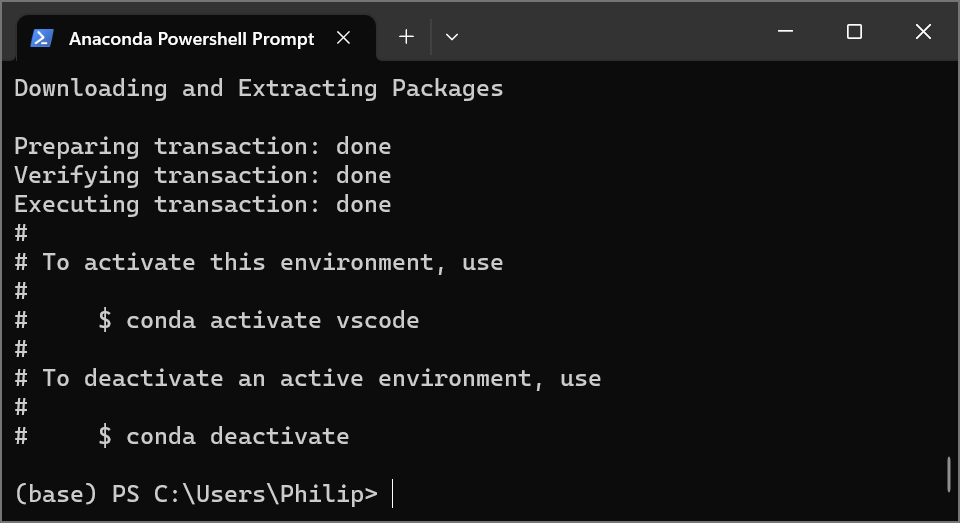 Anaconda Powershell Prompt
Downloading and Extracting Packages
Preparing transaction: done
Verifying transaction: done
Executing transaction: done
#
# To activate this environment, use
#
#     $ conda activate vscode
#
# To deactivate an active environment, use
#
#     $ conda deactivate
(base) PS C:\Users\Philip>